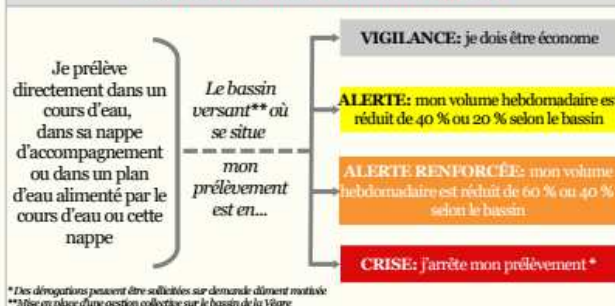 Je prélève
directement dans un
cours d'eau,
dans sa nappe
d'accompagnement
ou dans un plan
d'eau alimenté par le
cours d'eau ou cette
nappe
Le bassin
versant** où
se situe
mon
prélèvement
est en...
VIGILANCE: je dois être économe
ALERTE: mon volume hebdomadaire est
réduit de 40 % ou 20 % selon le bassin
ALERTE RENFORCÉE: mon volume
hebdomadaire est réduit de 60 % ou 40 %
selon le bassin
CRISE: j'arrête mon prélèvement *
* Des dérogations peuvent être sollicitées sur demande dûment motivée
**Mise en place d'une gestion collective sur le bassin de la Vègre